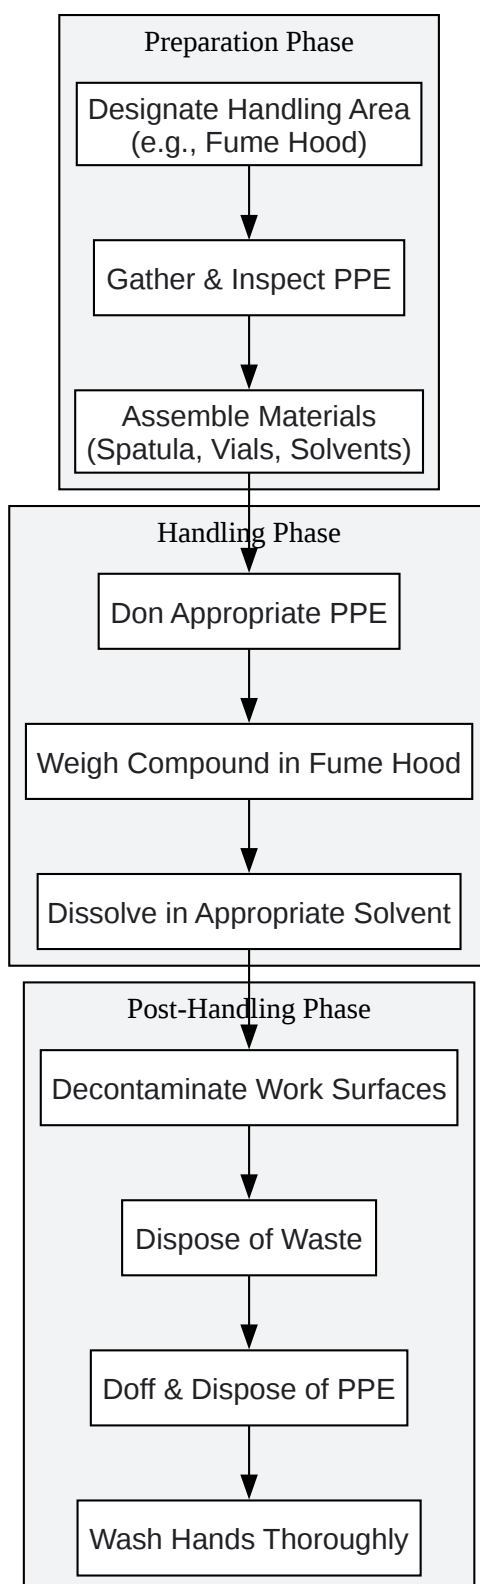 Preparation Phase
Designate Handling Area
(e.g., Fume Hood)
Gather & Inspect PPE
Assemble Materials
(Spatula, Vials, Solvents)
Handling Phase
Don Appropriate PPE
Weigh Compound in Fume Hood
Dissolve in Appropriate Solvent
Post-Handling Phase
Decontaminate Work Surfaces
Dispose of Waste
Doff & Dispose of PPE
Wash Hands Thoroughly